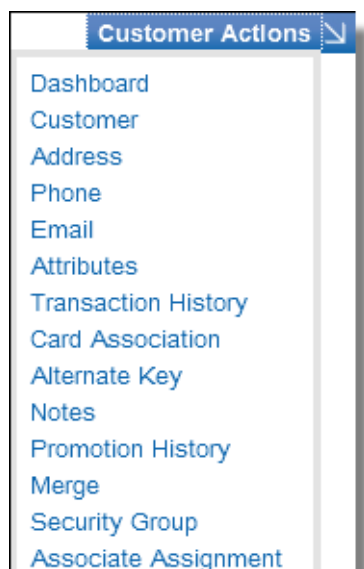 Customer Actions
Dashboard
Customer
Address
Phone
Email
Attributes
Transaction History
Card Association
Alternate Key
Notes
Promotion History
Merge
Security Group
Associate Assignment